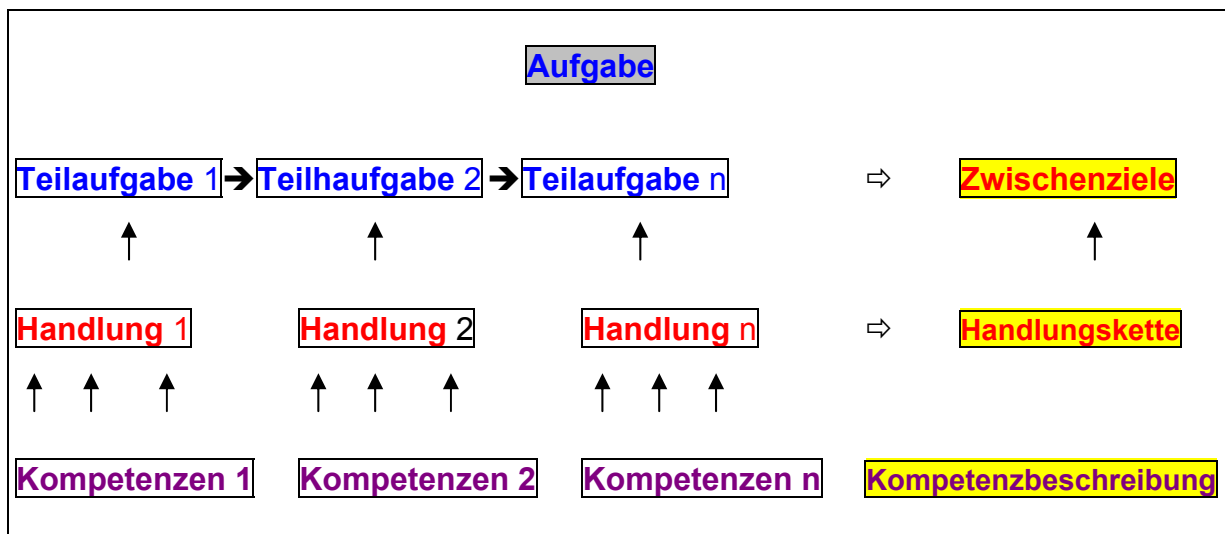 Aufgabe
Teilaufgabe 1 ➔ Teilhaufgabe 2 ➔ Teilaufgabe n ⇨ Zwischenziele
Handlung 1 Handlung 2 Handlung n ⇨ Handlungskette
Kompetenzen 1 Kompetenzen 2 Kompetenzen n Kompetenzbeschreibung